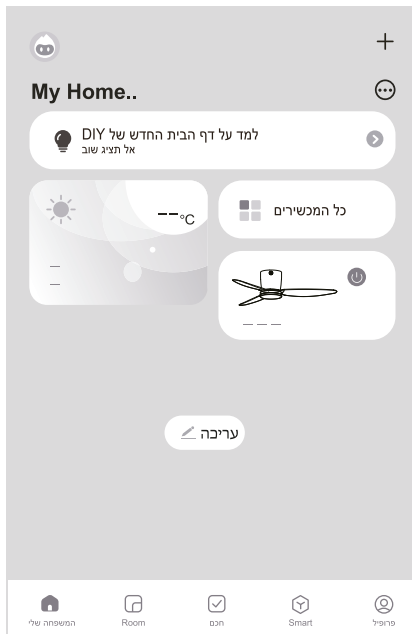 My Home..
למד על דף הבית החדש של DIY
אל תציג שוב
--°C
כל המכשירים
— —
— — —
עריכה
המשפחה שלי
Room
חכם
Smart
פרופיל